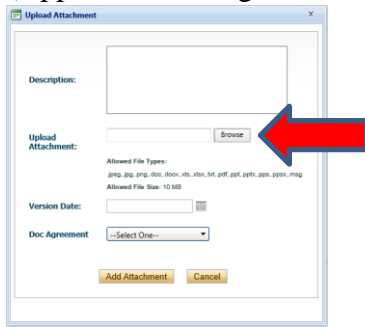 Upload Attachment x
Description:
Upload
Attachment:
Browse
Allowed File Types:
.jpeg,.jpg,.png,.doc,.docx,.xls,.xlsx,.txt,.pdf,.ppt,.pptx,.pps,.ppsx,.msg.
Allowed File Size: 10 MB
Version Date:
Doc Agreement --Select One--
Add Attachment Cancel